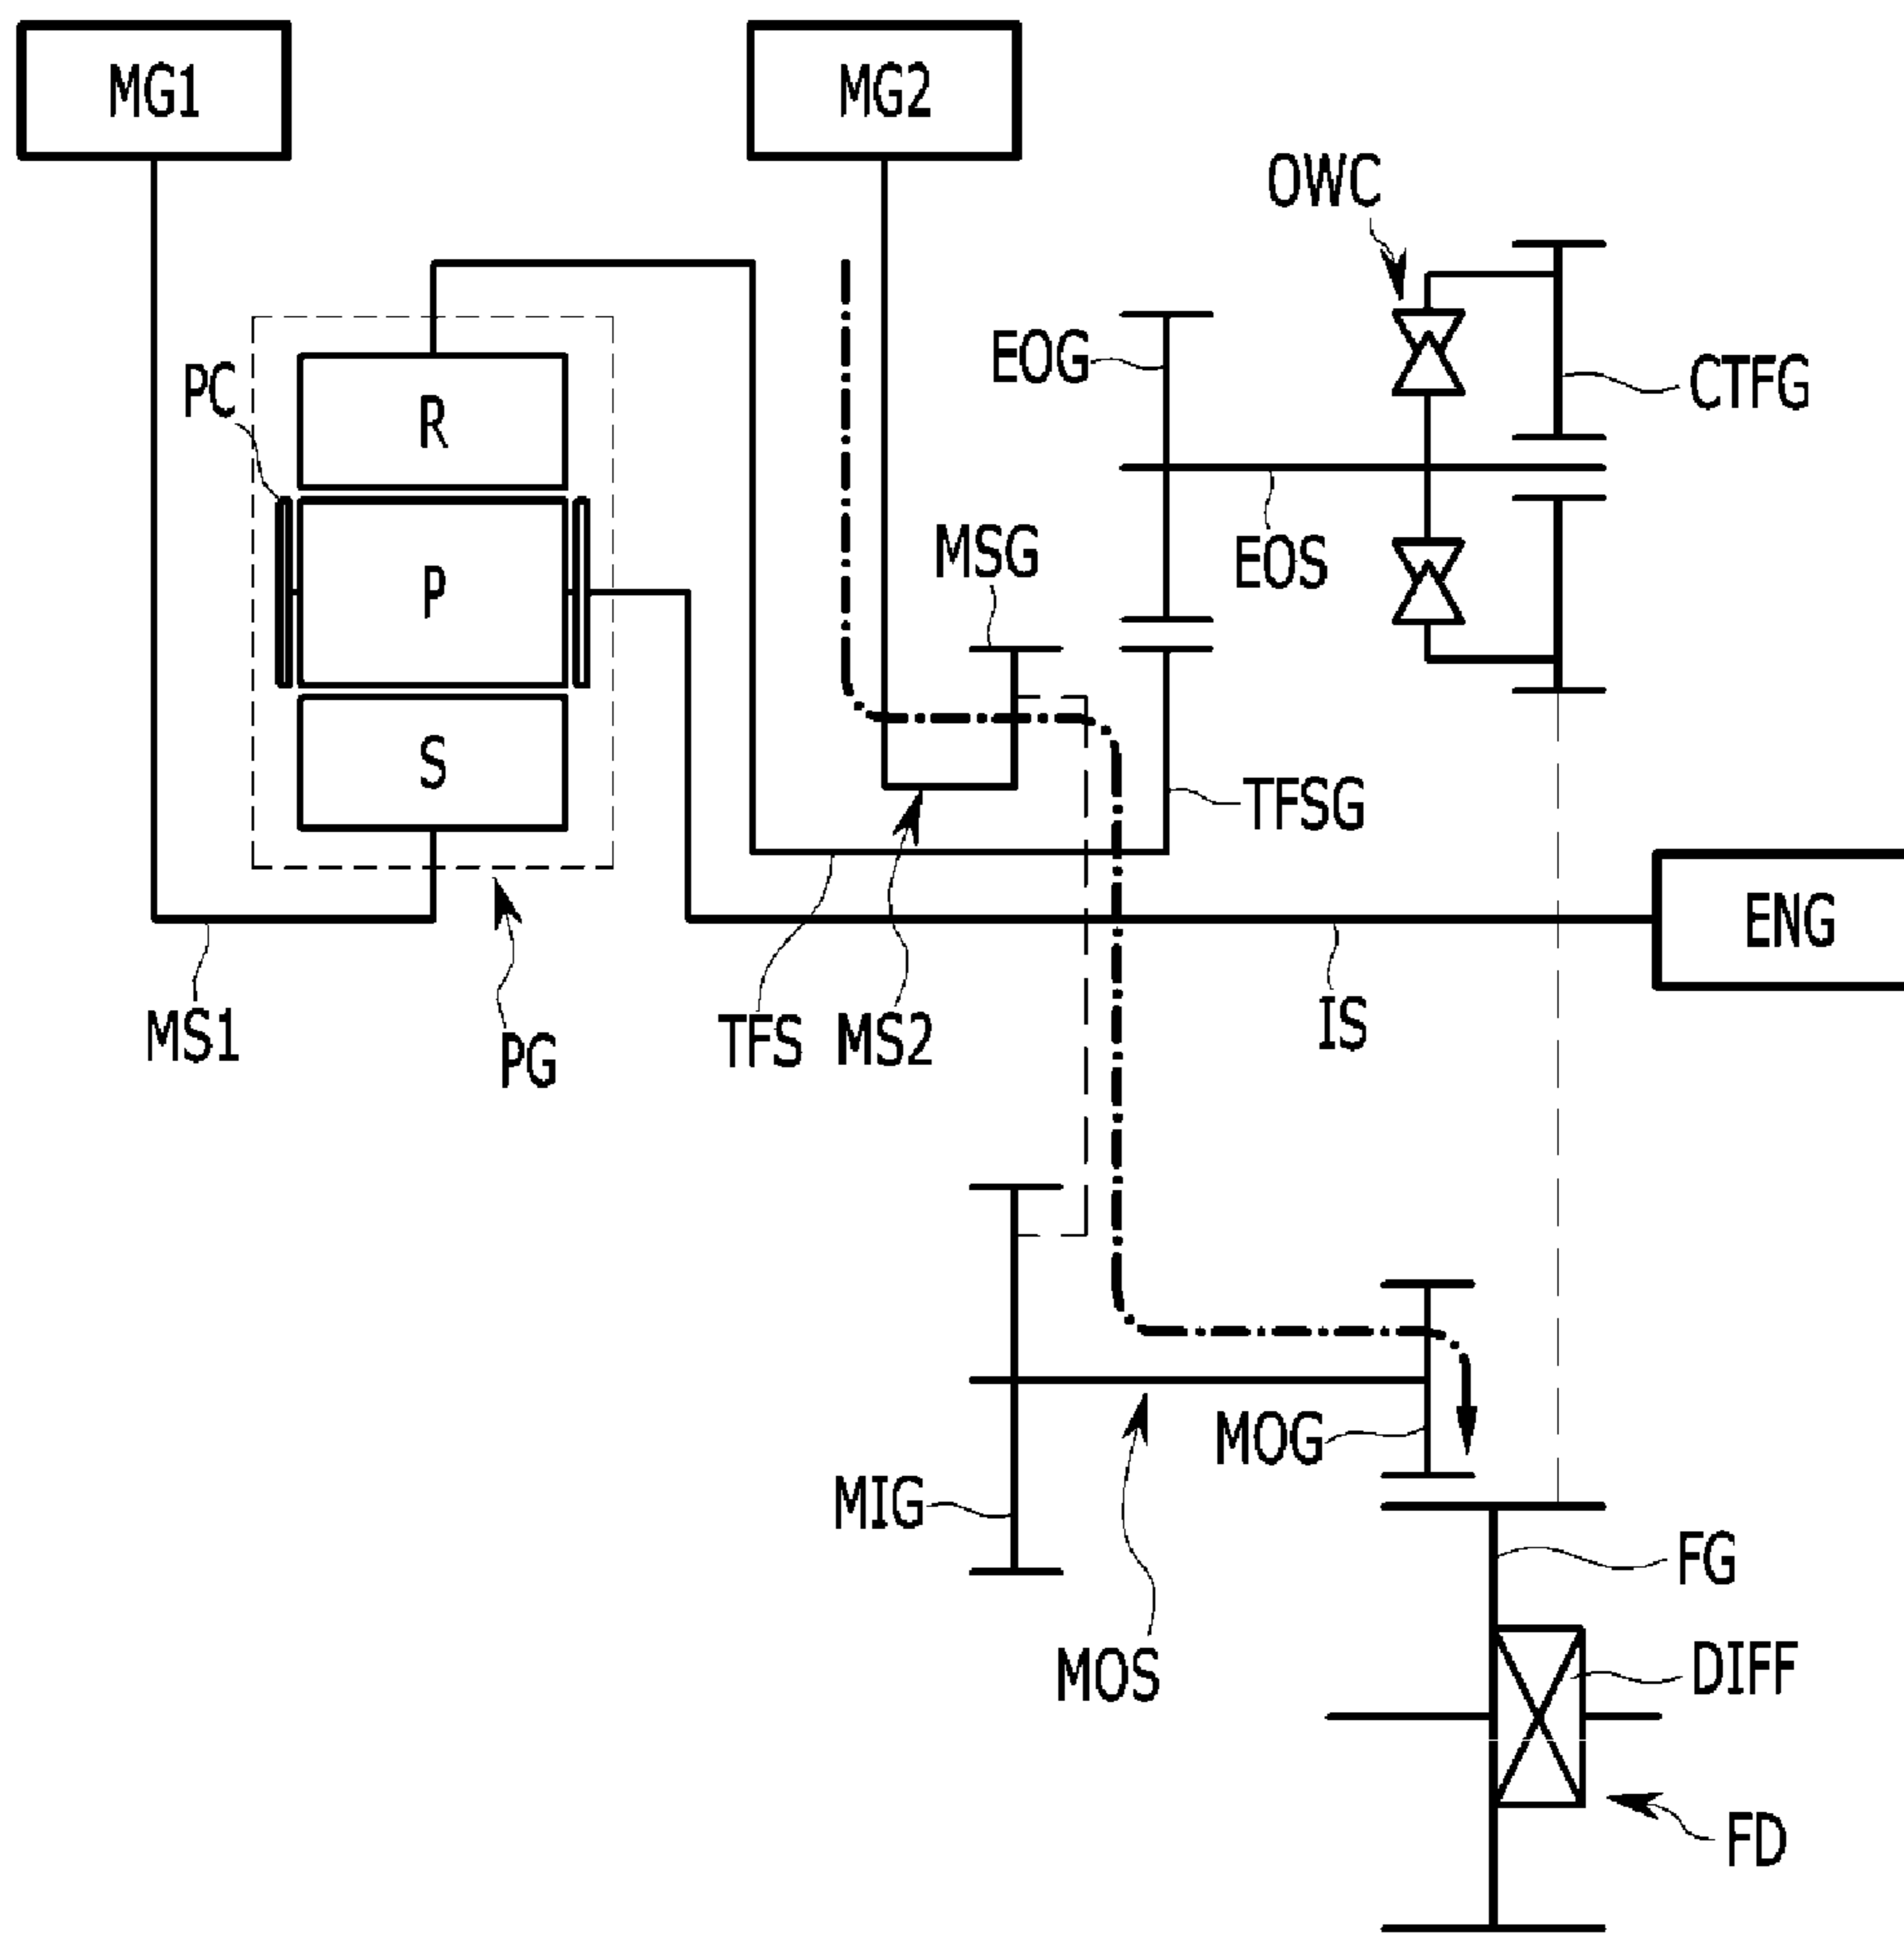 MG1
MG2
OWC
EOG
CTFG
PC
R
P
S
MSG
EOS
TFSG
ENG
MS1
PG
TFS
MS2
IS
MOG
MIG
FG
MOS
DIFF
FD